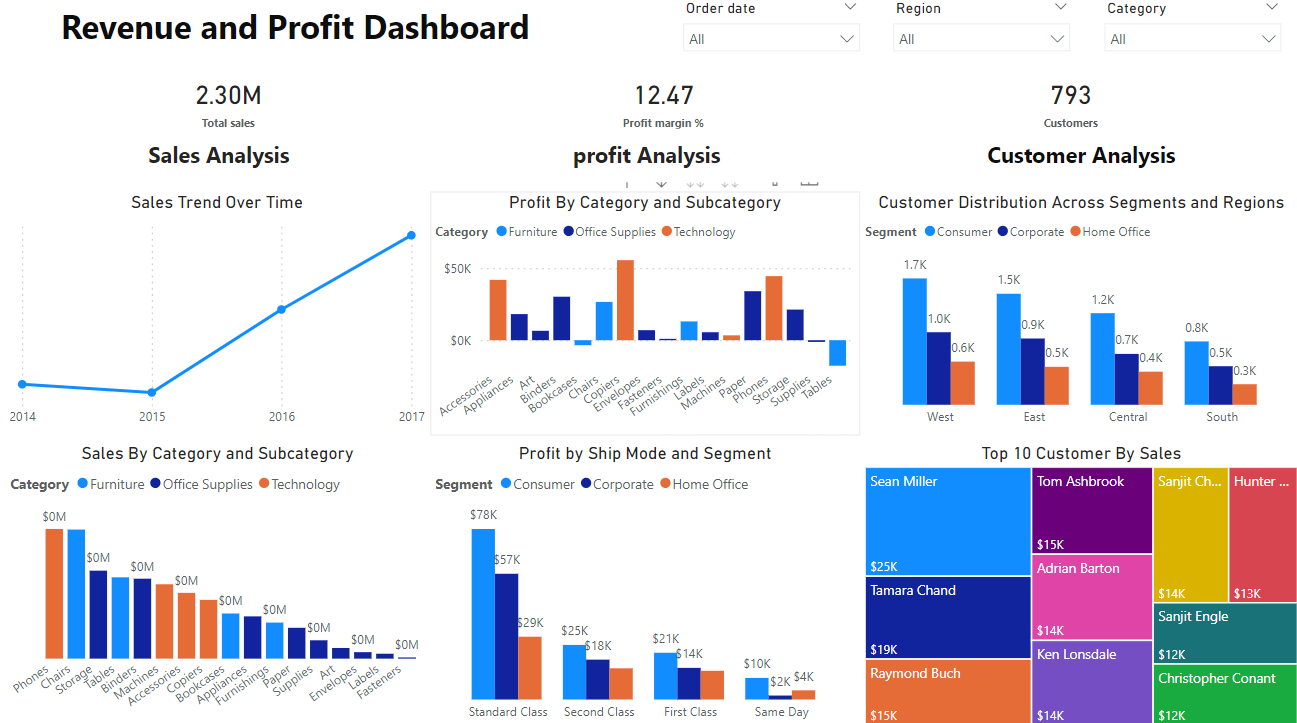 Revenue and Profit Dashboard
Order date
All
Region
All
Category
All
2.30M
Total sales
12.47
Profit margin %
793
Customers
Sales Analysis
profit Analysis
Customer Analysis
Sales Trend Over Time
2014
2015
2016
2017
Profit By Category and Subcategory
Category Furniture Office Supplies Technology
$50K
$0K
Accessories
Appliances
Art
Binders
Bookcases
Chairs
Copiers
Envelopes
Fasteners
Furnishings
Labels
Machines
Paper
Phones
Storage
Supplies
Tables
Customer Distribution Across Segments and Regions
Segment Consumer Corporate Home Office
1.7K
1.0K
0.6K
1.5K
0.9K
0.5K
1.2K
0.7K
0.4K
0.8K
0.5K
0.3K
West
East
Central
South
Sales By Category and Subcategory
Category Furniture Office Supplies Technology
$0M
$0M
$0M
$0M
$0M
$0M
$0M
$0M
$0M
Phones
Chairs
Storage
Tables
Binders
Machines
Accessories
Copiers
Bookcases
Appliances
Furnishings
Paper
Supplies
Art
Envelopes
Labels
Fasteners
Profit by Ship Mode and Segment
Segment Consumer Corporate Home Office
$78K
$57K
$29K
$25K
$18K
$21K
$14K
$10K
$2K
$4K
Standard Class
Second Class
First Class
Same Day
Top 10 Customer By Sales
Sean Miller
$25K
Tamara Chand
$19K
Raymond Buch
$15K
Tom Ashbrook
$15K
Adrian Barton
$14K
Ken Lonsdale
$14K
Sanjit Ch...
$14K
Hunter ...
$13K
Sanjit Engle
$12K
Christopher Conant
$12K